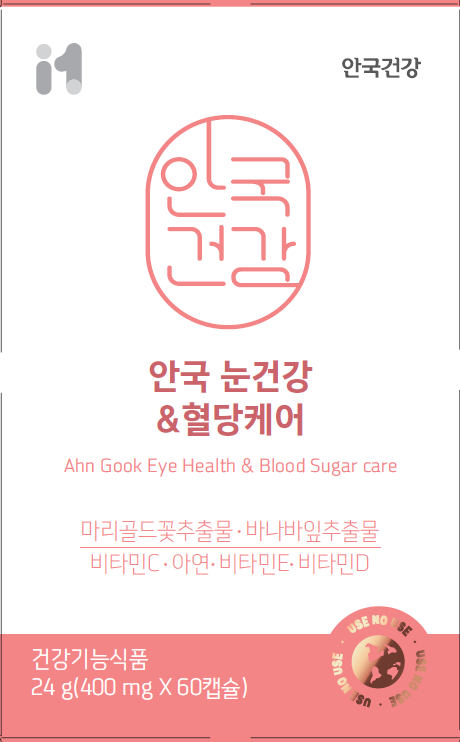 i1
안국건강
안국
건강
안국 눈건강
&혈당케어
Ahn Gook Eye Health & Blood Sugar care
마리골드꽃추출물 · 바나바잎추출물
비타민C · 아연 · 비타민E · 비타민D
건강기능식품
24 g(400 mg X 60캡슐)
USE NO USE · USE NO USE · USE NO USE ·